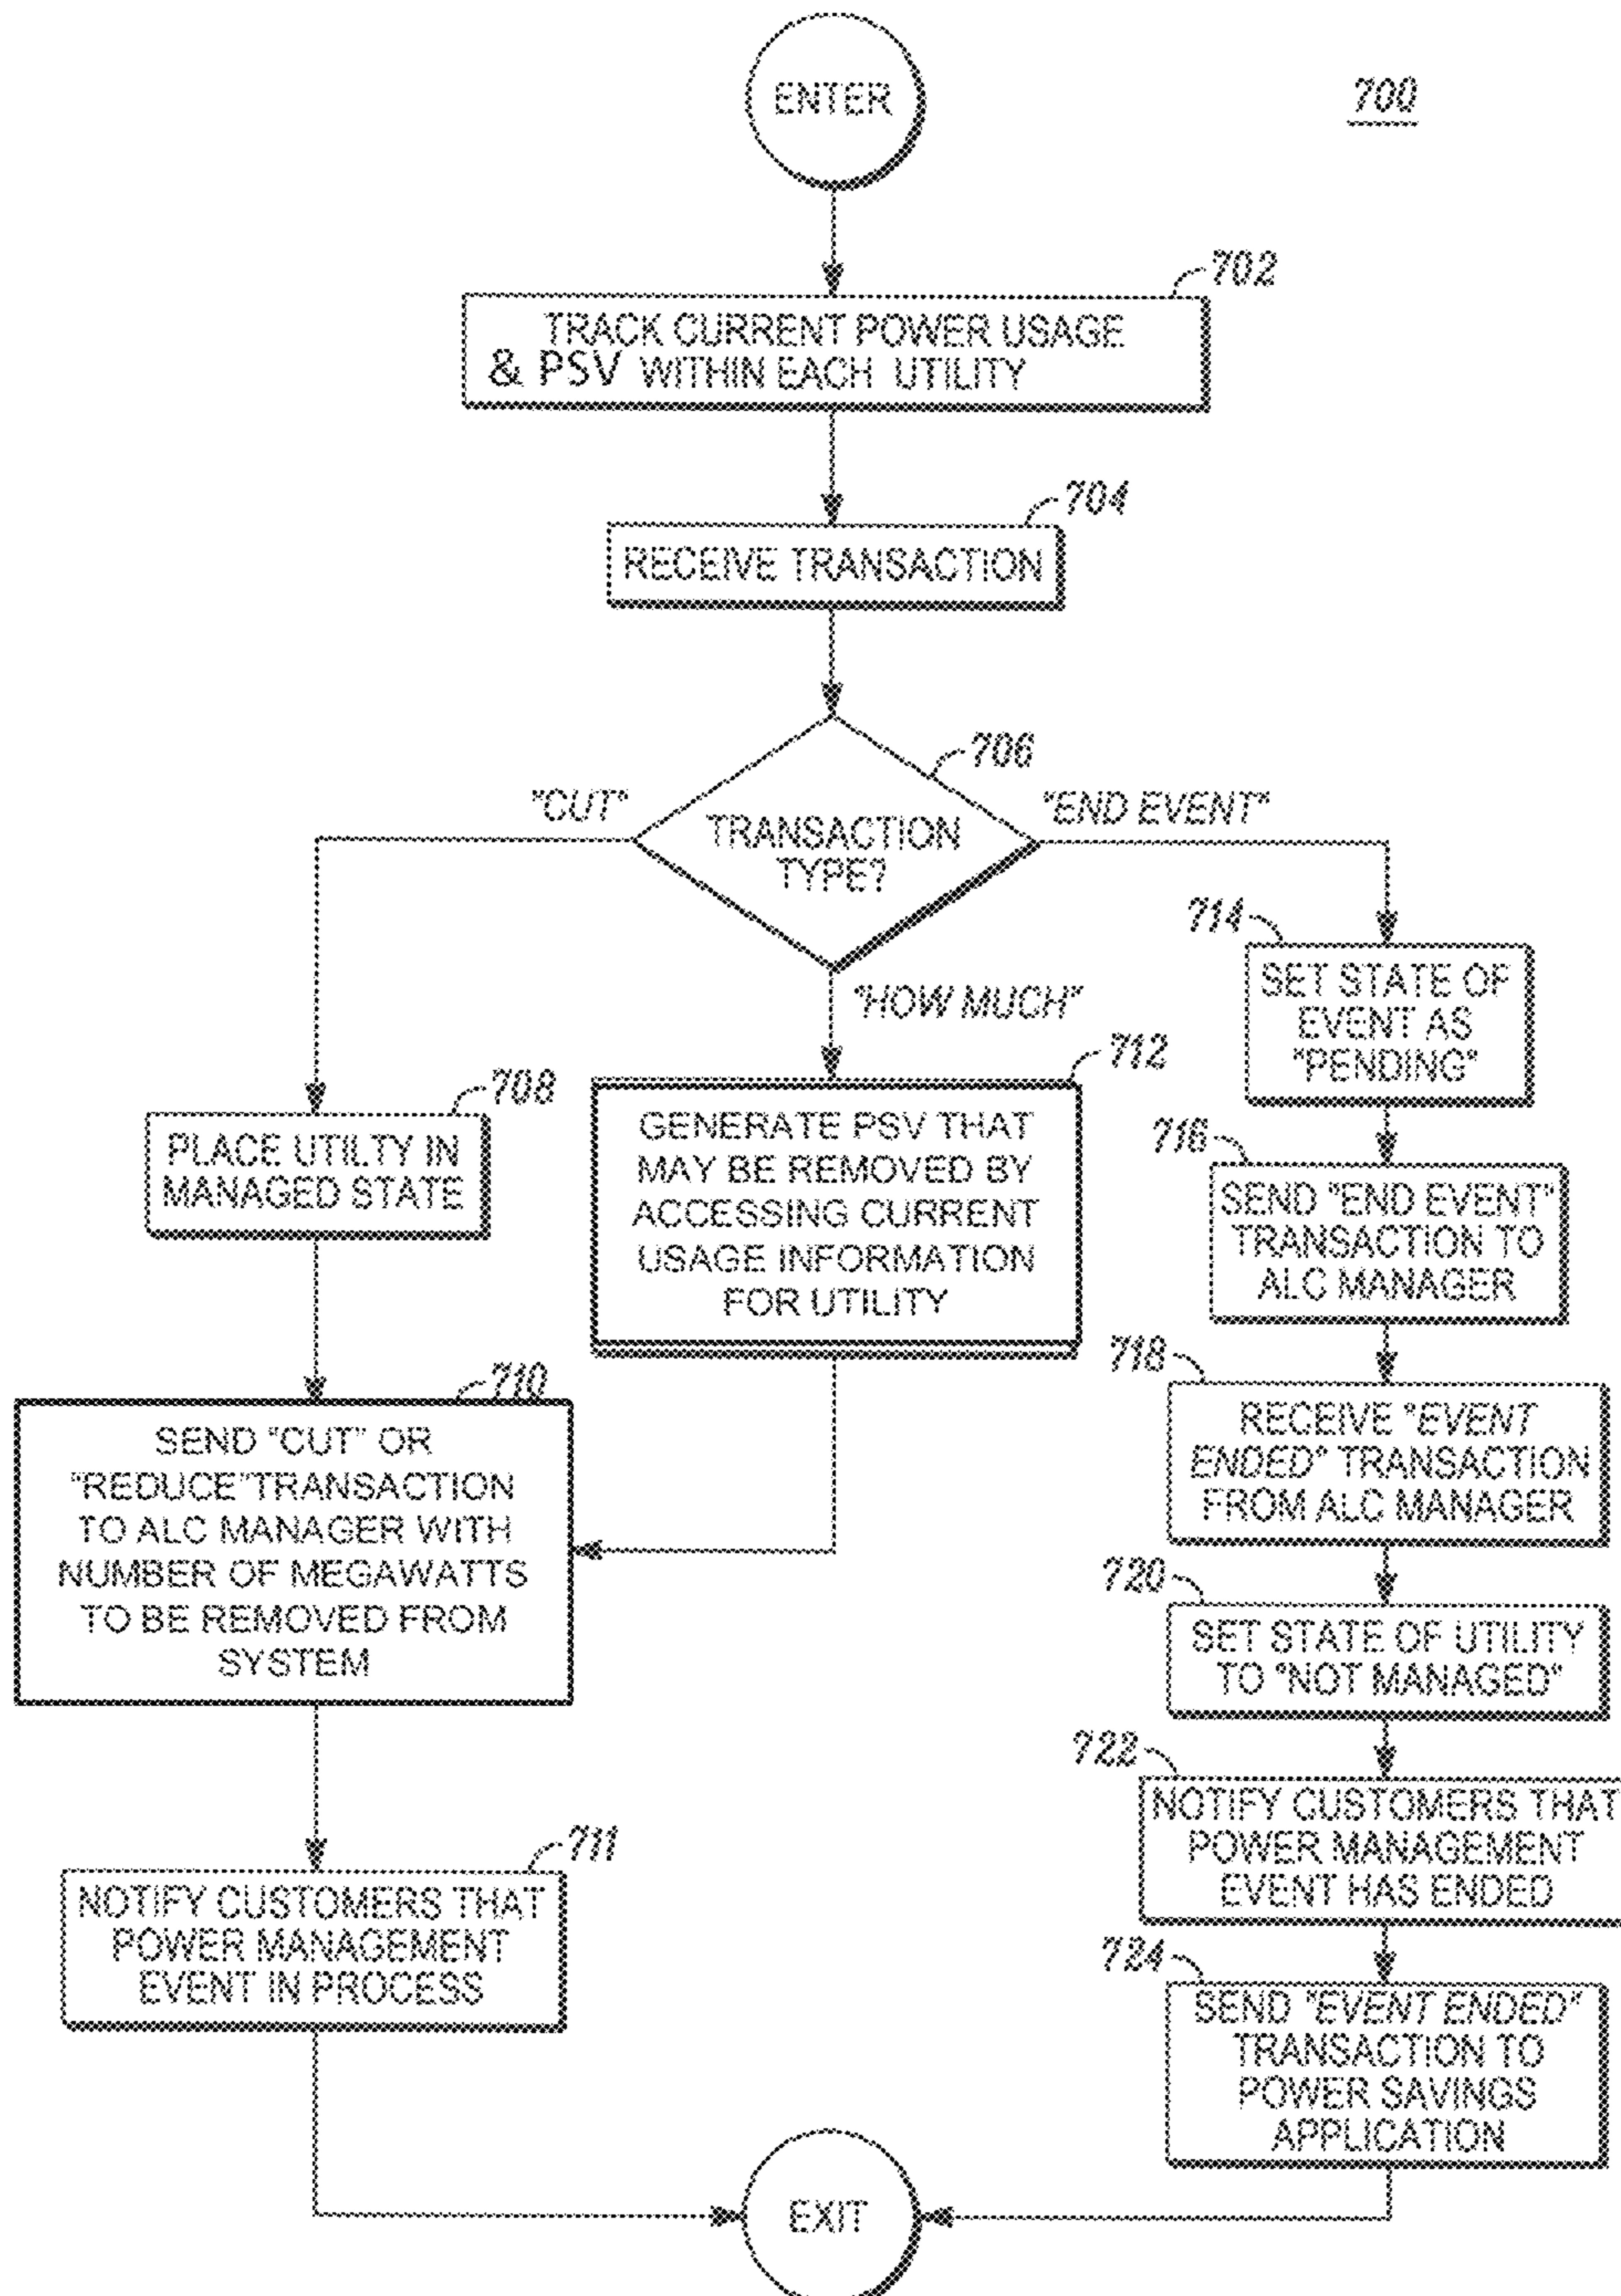 ENTER
700
702
TRACK CURRENT POWER USAGE
& PSV WITHIN EACH UTILITY
704
RECEIVE TRANSACTION
706
"CUT"
"END EVENT"
TRANSACTION
TYPE?
"HOW MUCH"
708
PLACE UTILTY IN
MANAGED STATE
712
GENERATE PSV THAT
MAY BE REMOVED BY
ACCESSING CURRENT
USAGE INFORMATION
FOR UTILITY
710
SEND "CUT" OR
"REDUCE"TRANSACTION
TO ALC MANAGER WITH
NUMBER OF MEGAWATTS
TO BE REMOVED FROM
SYSTEM
711
NOTIFY CUSTOMERS THAT
POWER MANAGEMENT
EVENT IN PROCESS
714
SET STATE OF
EVENT AS
"PENDING"
716
SEND "END EVENT"
TRANSACTION TO
ALC MANAGER
718
RECEIVE "EVENT
ENDED" TRANSACTION
FROM ALC MANAGER
720
SET STATE OF UTILITY
TO "NOT MANAGED"
722
NOTIFY CUSTOMERS THAT
POWER MANAGEMENT
EVENT HAS ENDED
724
SEND "EVENT ENDED"
TRANSACTION TO
POWER SAVINGS
APPLICATION
EXIT